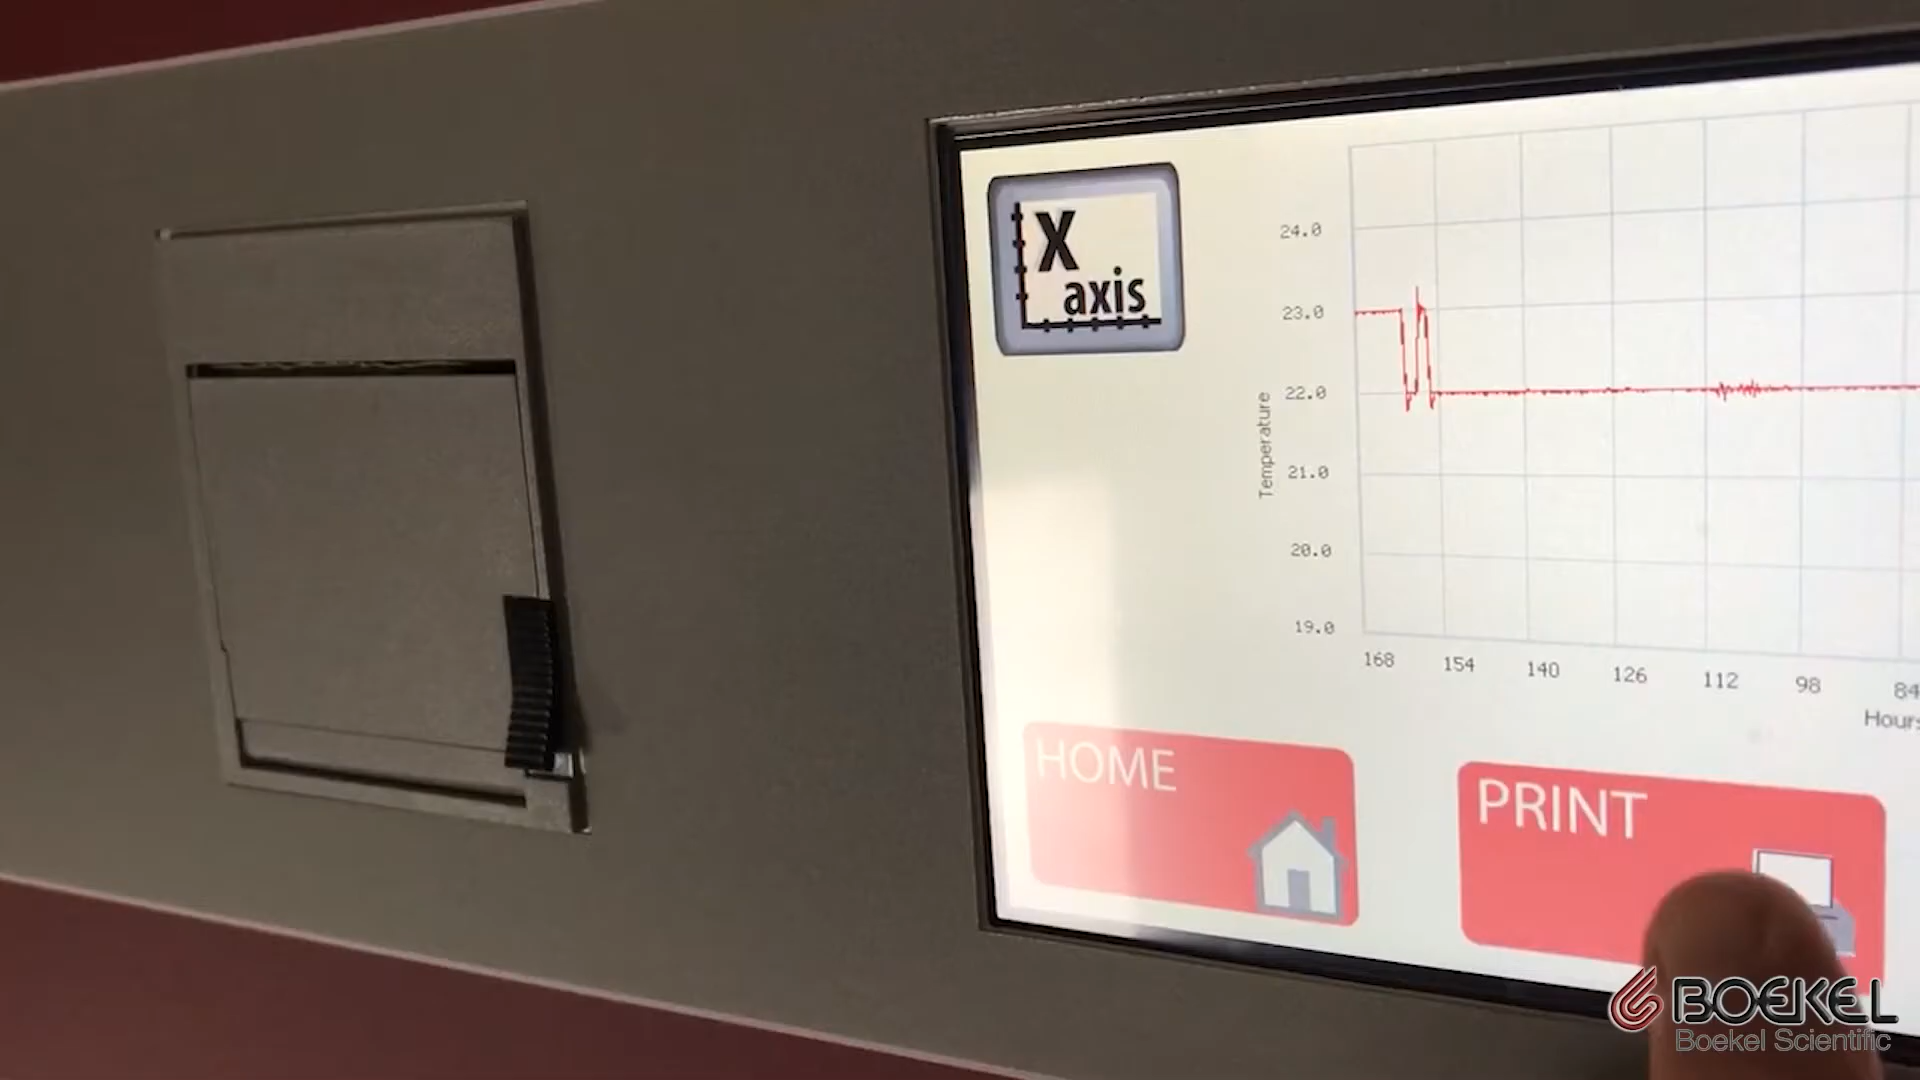 X
axis
24.0
23.0
22.0
21.0
20.0
19.0
Temperature
168 154 140 126 112 98 84
Hours
HOME
PRINT
BOEKEL
Boekel Scientific